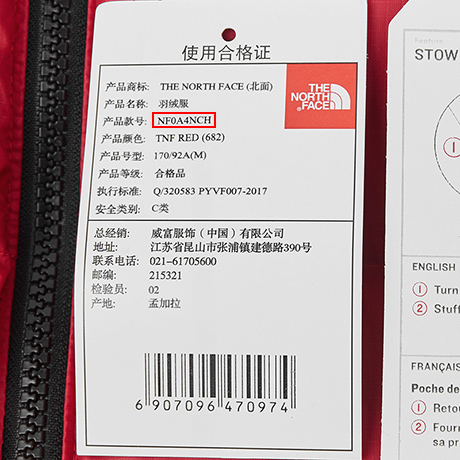 使用合格证
产品商标: THE NORTH FACE (北面)
产品名称: 羽绒服
产品款号: NF0A4NCH
产品颜色: TNF RED (682)
产品号型: 170/92A(M)
产品等级: 合格品
执行标准: Q/320583 PYVF007-2017
安全类别: C类
THE
NORTH
FACE
总经销: 威富服饰（中国）有限公司
地址: 江苏省昆山市张浦镇建德路390号
联系电话: 021-61705600
邮编: 215321
检验员: 02
产地: 孟加拉
6 907096 470974
Feature
STOW
1
ENGLISH
1 Turn
2 Stuff
FRANÇAIS
Poche de
1 Retou
2 Fourr
sa pr